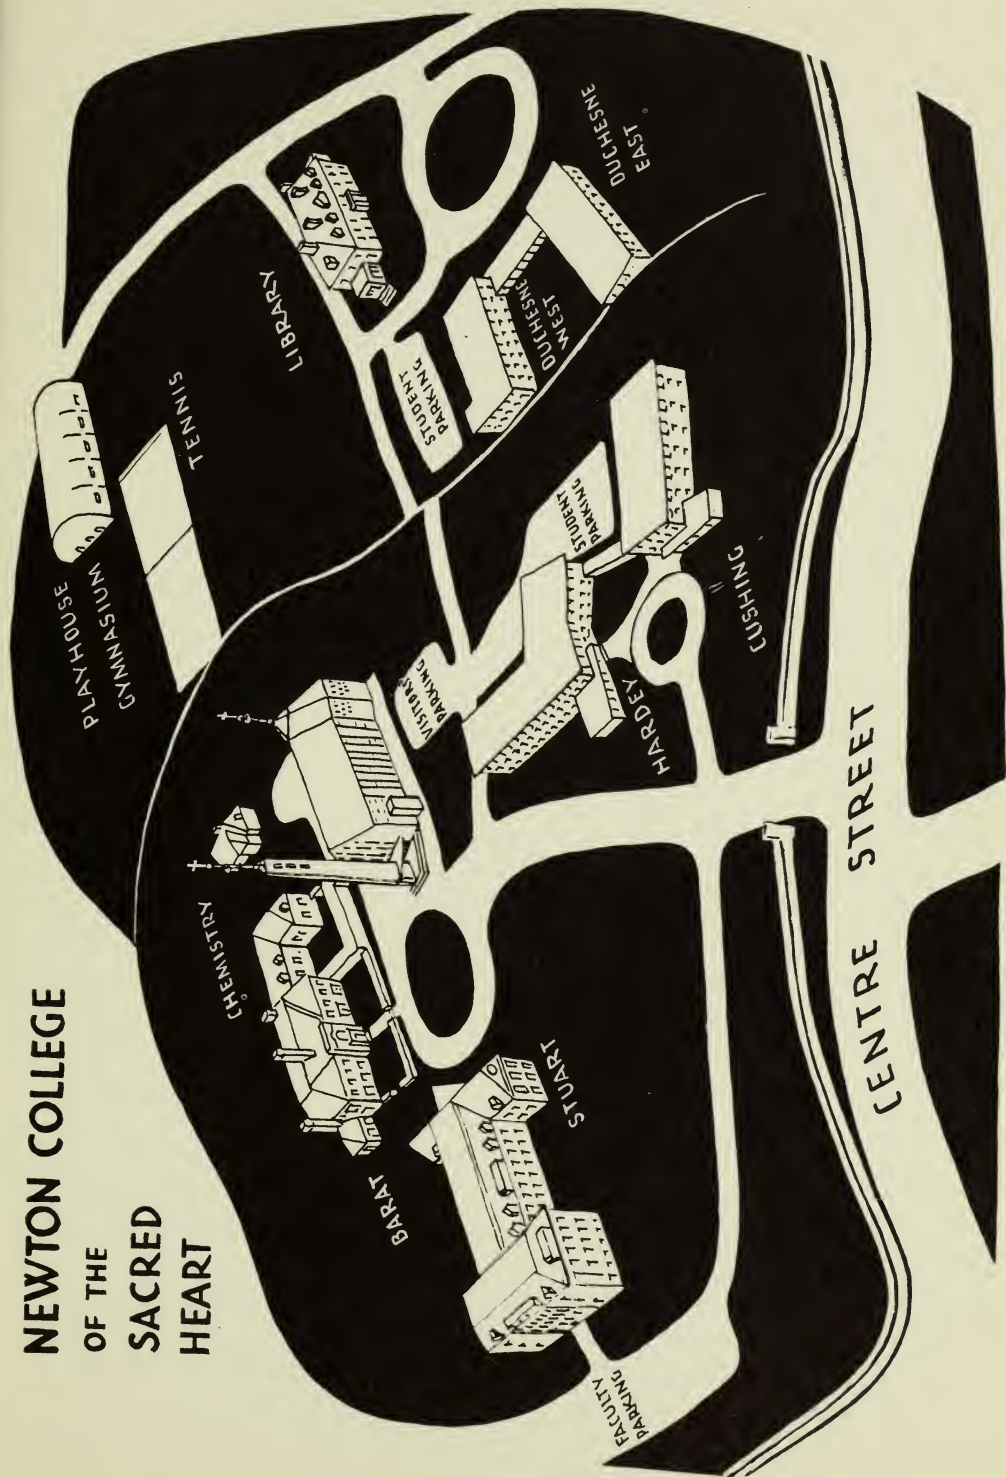 NEWTON COLLEGE
OF THE
SACRED
HEART
PLAYHOUSE
GYMNASIUM
TENNIS
LIBRARY
CHEMISTRY
BARAT
STUART
FACULTY
PARKING
VISITORS'
PARKING
HARDEY
STUDENT
PARKING
CUSHING
STUDENT
PARKING
DUCHESNE
WEST
DUCHESNE
EAST
CENTRE STREET